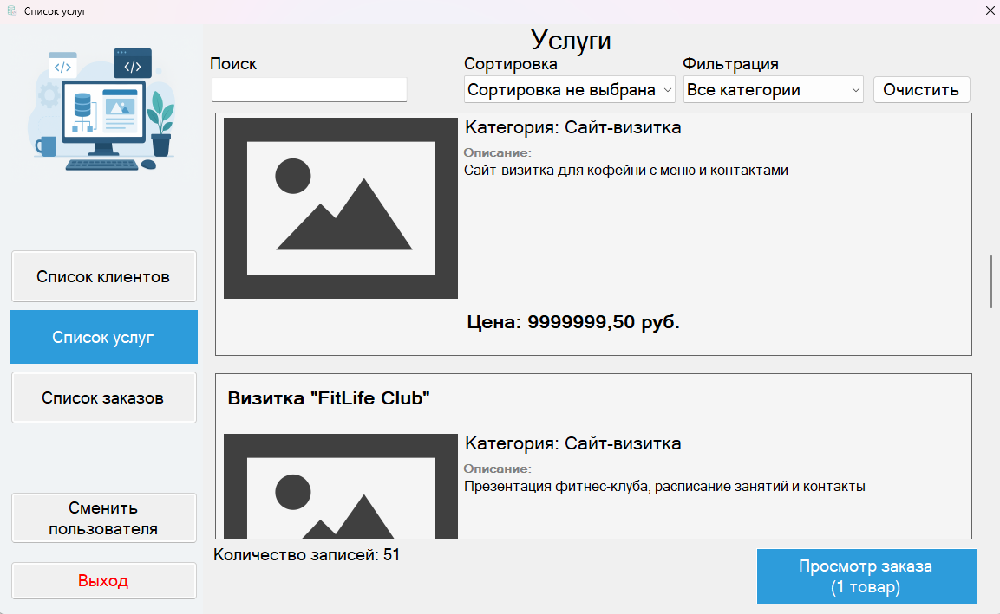 Список услуг
</>
</>
Список клиентов
Список услуг
Список заказов
Сменить
пользователя
Выход
Услуги
Поиск
Сортировка
Фильтрация
Сортировка не выбрана
Все категории
Очистить
Категория: Сайт-визитка
Описание:
Сайт-визитка для кофейни с меню и контактами
Цена: 9999999,50 руб.
Визитка "FitLife Club"
Категория: Сайт-визитка
Описание:
Презентация фитнес-клуба, расписание занятий и контакты
Количество записей: 51
Просмотр заказа
(1 товар)